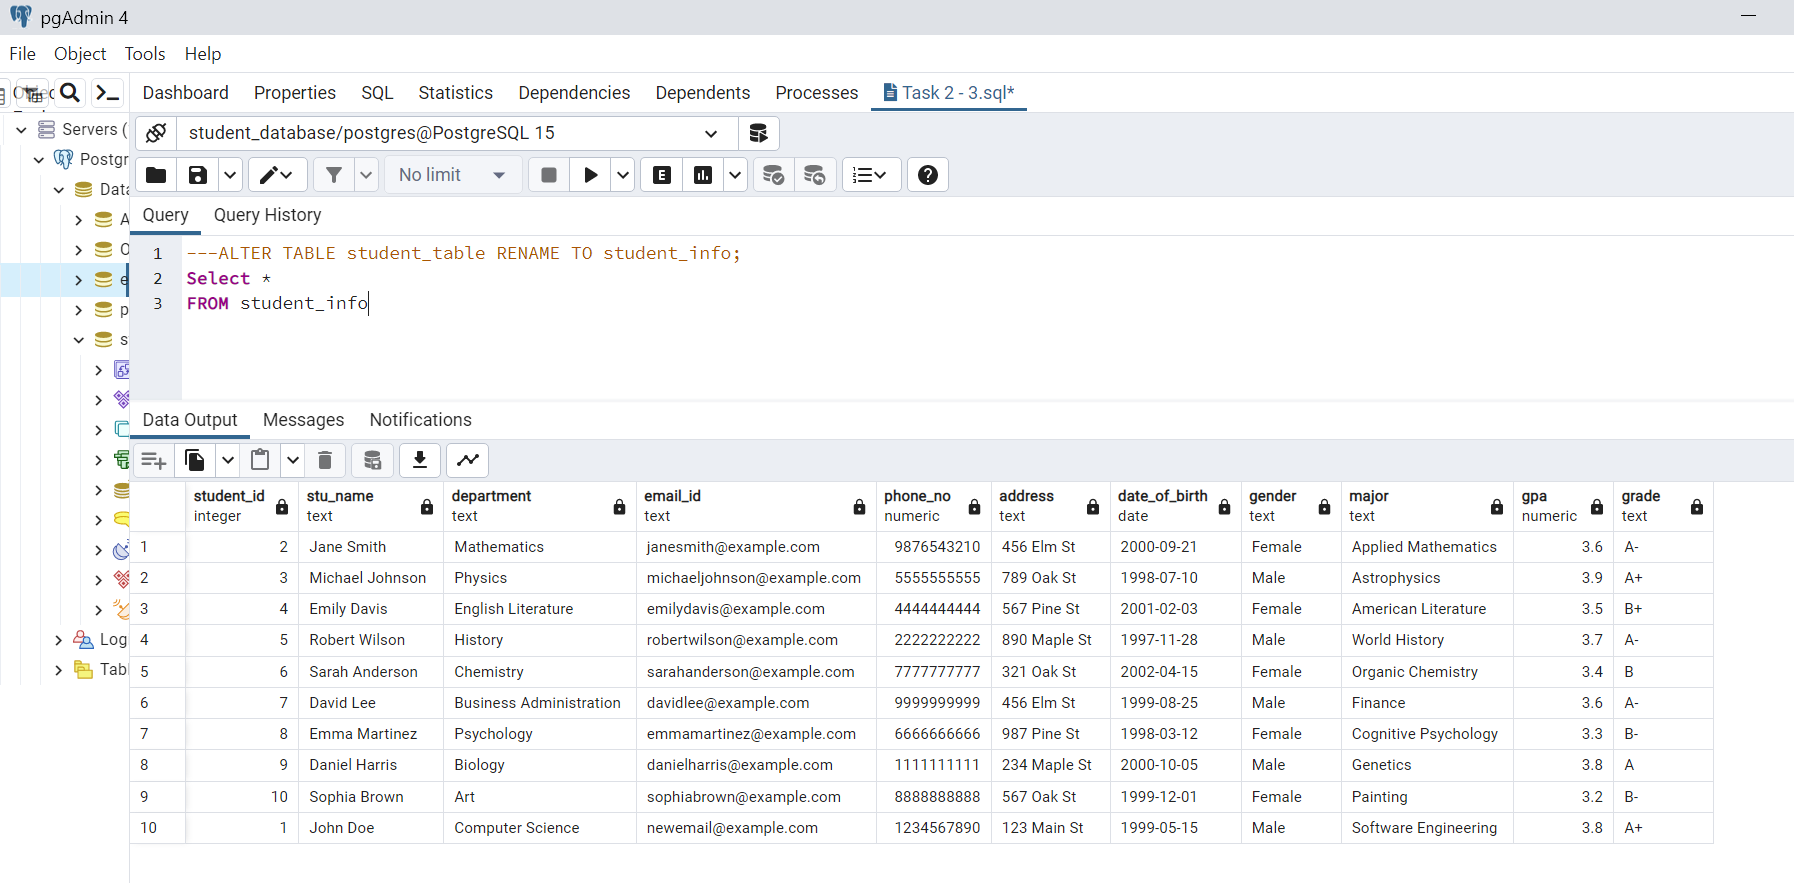 pgAdmin 4
File Object Tools Help
Dashboard Properties SQL Statistics Dependencies Dependents Processes Task 2 - 3.sql*
Servers (
student_database/postgres@PostgreSQL 15
Postgr
No limit
Data
Query Query History
1 ---ALTER TABLE student_table RENAME TO student_info;
2 Select *
3 FROM student_info
Data Output Messages Notifications
student_id stu_name department email_id phone_no address date_of_birth gender major gpa grade
integer text text text numeric text date text text numeric text
1 2 Jane Smith Mathematics janesmith@example.com 9876543210 456 Elm St 2000-09-21 Female Applied Mathematics 3.6 A-
2 3 Michael Johnson Physics michaeljohnson@example.com 5555555555 789 Oak St 1998-07-10 Male Astrophysics 3.9 A+
3 4 Emily Davis English Literature emilydavis@example.com 4444444444 567 Pine St 2001-02-03 Female American Literature 3.5 B+
4 5 Robert Wilson History robertwilson@example.com 2222222222 890 Maple St 1997-11-28 Male World History 3.7 A-
5 6 Sarah Anderson Chemistry sarahanderson@example.com 7777777777 321 Oak St 2002-04-15 Female Organic Chemistry 3.4 B
6 7 David Lee Business Administration davidlee@example.com 9999999999 456 Elm St 1999-08-25 Male Finance 3.6 A-
7 8 Emma Martinez Psychology emmamartinez@example.com 6666666666 987 Pine St 1998-03-12 Female Cognitive Psychology 3.3 B-
8 9 Daniel Harris Biology danielharris@example.com 1111111111 234 Maple St 2000-10-05 Male Genetics 3.8 A
9 10 Sophia Brown Art sophiabrown@example.com 8888888888 567 Oak St 1999-12-01 Female Painting 3.2 B-
10 1 John Doe Computer Science newemail@example.com 1234567890 123 Main St 1999-05-15 Male Software Engineering 3.8 A+
Log
Tabl